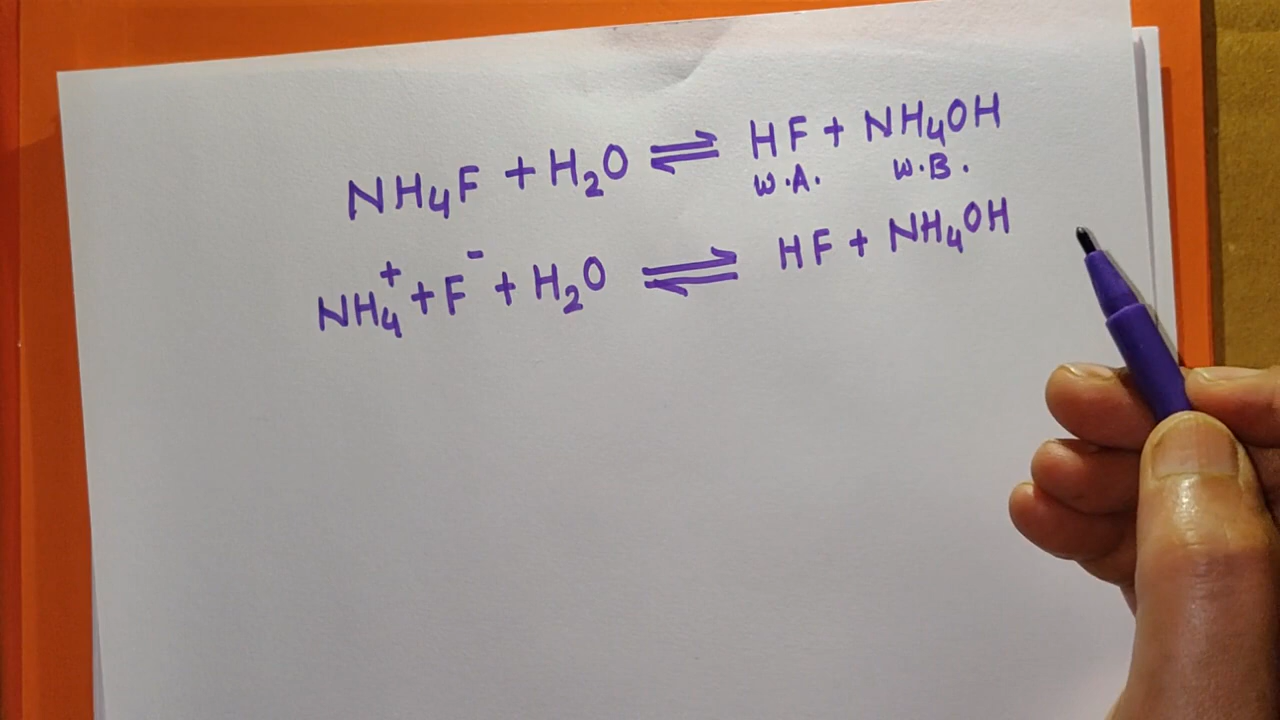 NH₄F + H₂O ⇌ HF + NH₄OH
W.A. W.B.
NH₄⁺ + F⁻ + H₂O ⇌ HF + NH₄OH